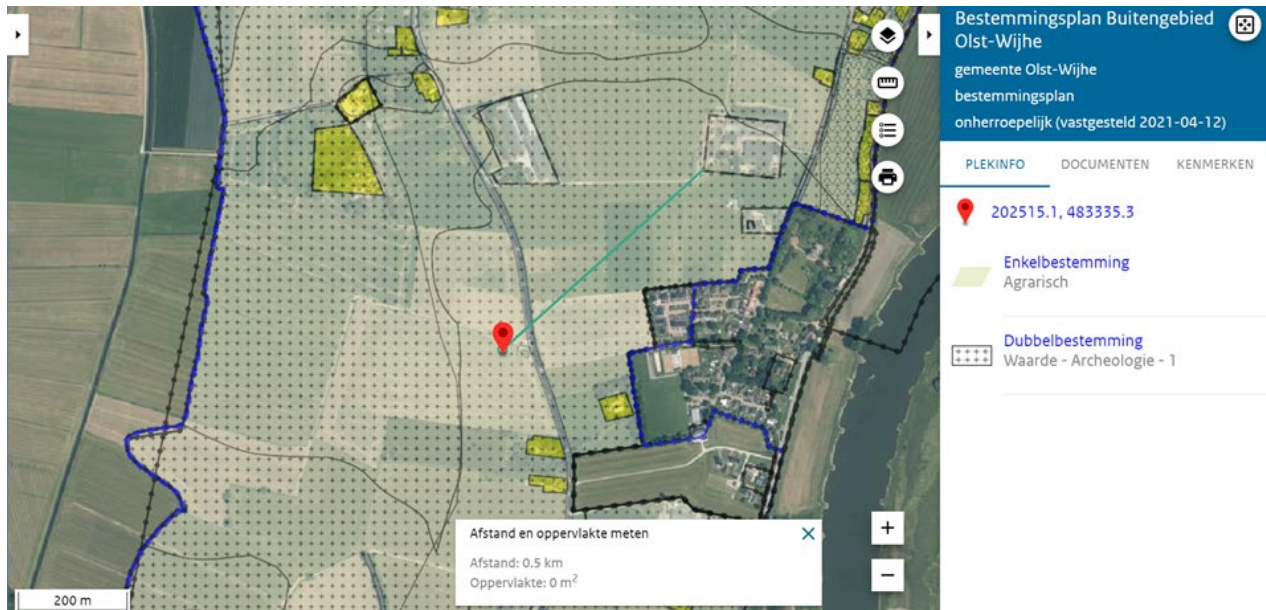 Bestemmingsplan Buitengebied
Olst-Wijhe
gemeente Olst-Wijhe
bestemmingsplan
onherroepelijk (vastgesteld 2021-04-12)
PLEKINFO DOCUMENTEN KENMERKEN
202515.1, 483335.3
Enkelbestemming
Agrarisch
Dubbelbestemming
Waarde - Archeologie - 1
Afstand en oppervlakte meten
Afstand: 0.5 km
Oppervlakte: 0 m²
200 m